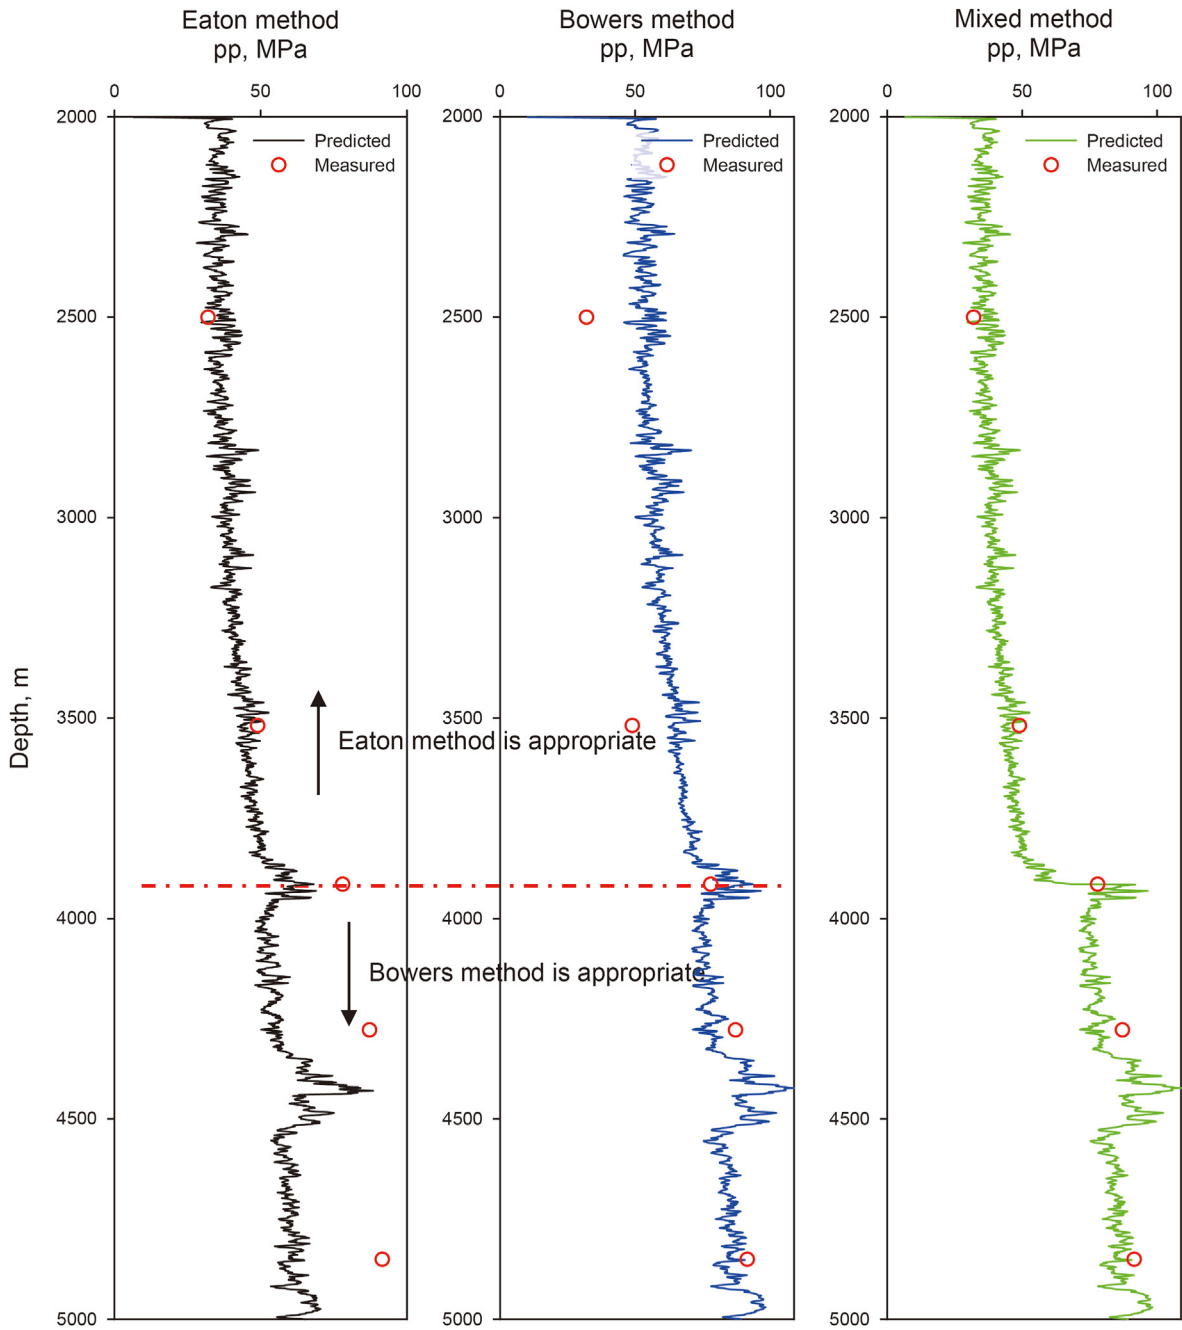 Eaton method
pp, MPa
Bowers method
pp, MPa
Mixed method
pp, MPa
0 50 100
0 50 100
0 50 100
2000
2500
3000
3500
4000
4500
5000
2000
2500
3000
3500
4000
4500
5000
2000
2500
3000
3500
4000
4500
5000
Predicted
Measured
Predicted
Measured
Predicted
Measured
Depth, m
Eaton method is appropriate
Bowers method is appropriate